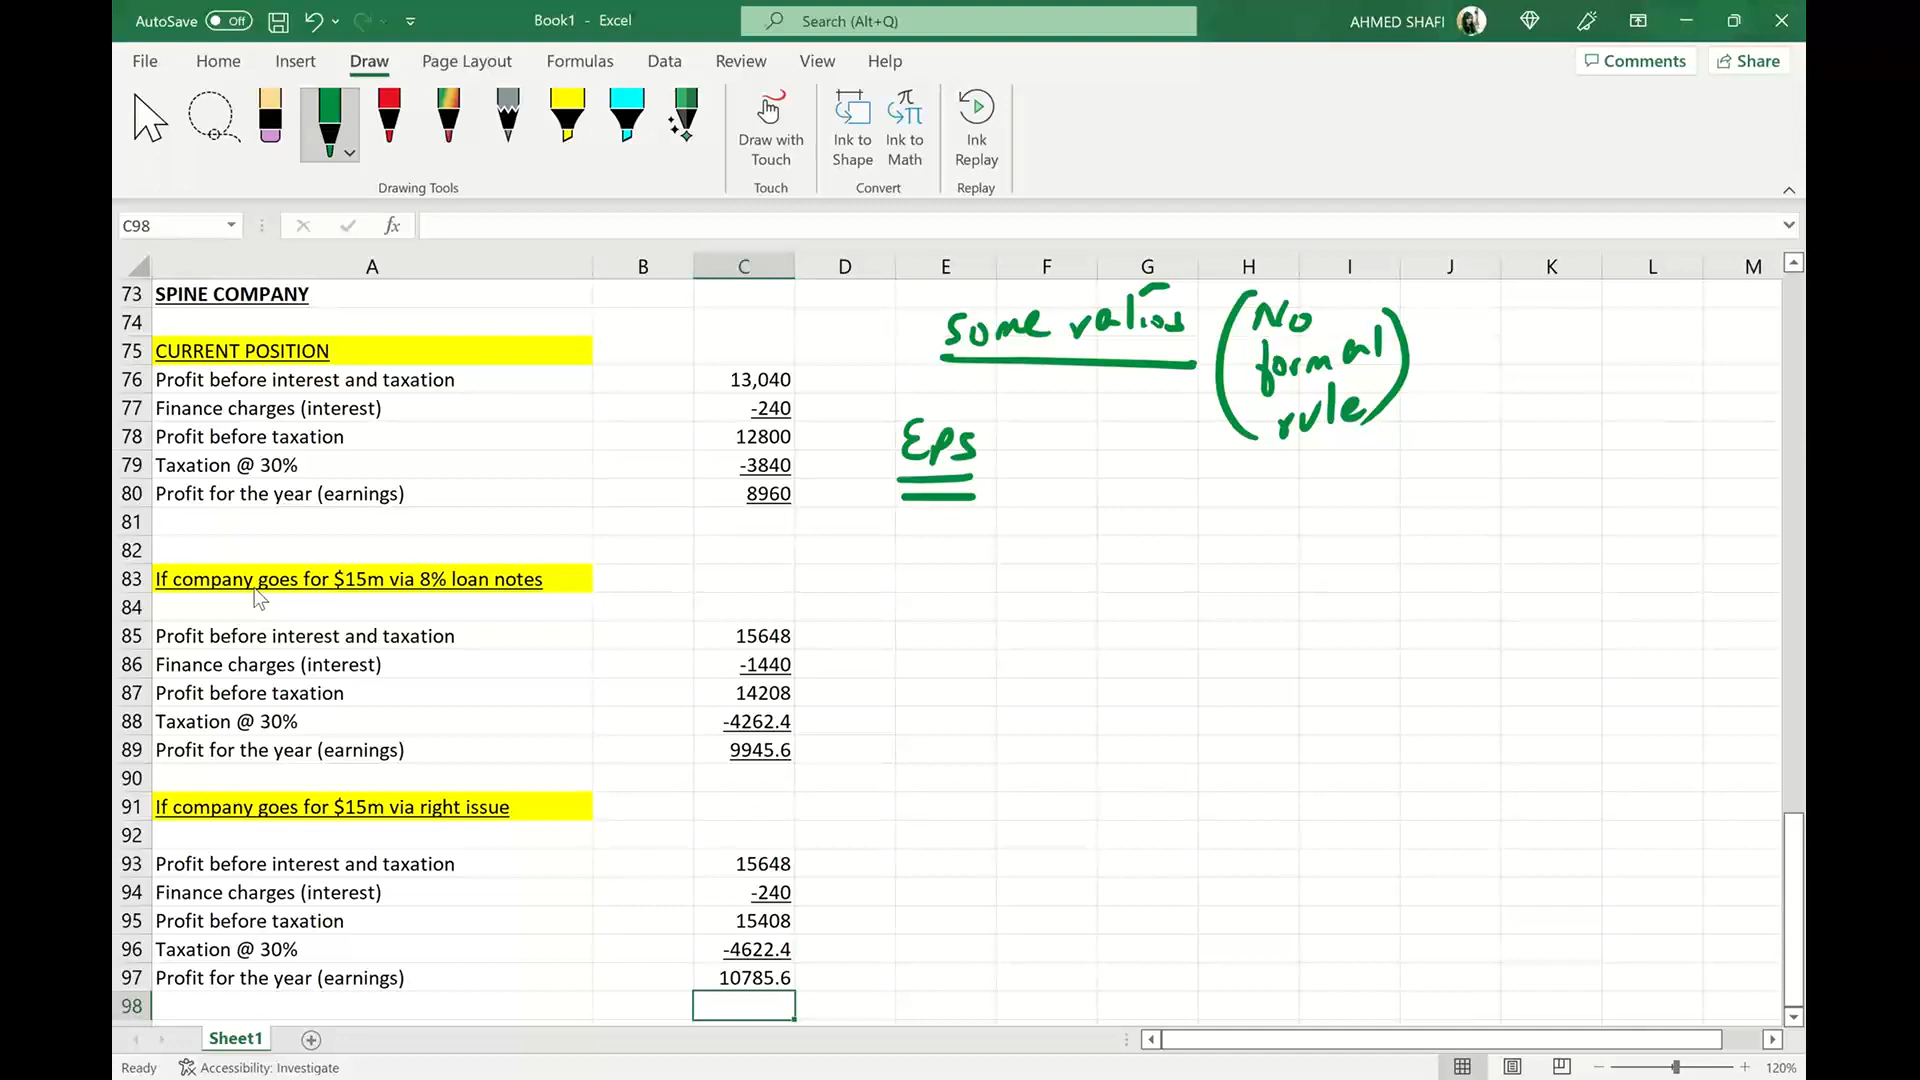 AutoSave Off Book1 - Excel Search (Alt+Q) AHMED SHAFI
File Home Insert Draw Page Layout Formulas Data Review View Help Comments Share
Draw with Touch
Ink to Shape
Ink to Math
Ink Replay
Drawing Tools Touch Convert Replay
C98 fx
A B C D E F G H I J K L M
73 SPINE COMPANY
74
75 CURRENT POSITION
76 Profit before interest and taxation 13,040
77 Finance charges (interest) -240
78 Profit before taxation 12800
79 Taxation @ 30% -3840
80 Profit for the year (earnings) 8960
81
82
83 If company goes for $15m via 8% loan notes
84
85 Profit before interest and taxation 15648
86 Finance charges (interest) -1440
87 Profit before taxation 14208
88 Taxation @ 30% -4262.4
89 Profit for the year (earnings) 9945.6
90
91 If company goes for $15m via right issue
92
93 Profit before interest and taxation 15648
94 Finance charges (interest) -240
95 Profit before taxation 15408
96 Taxation @ 30% -4622.4
97 Profit for the year (earnings) 10785.6
98
Some ratios
(No
formal
rule)
Eps
Sheet1
Ready Accessibility: Investigate 120%